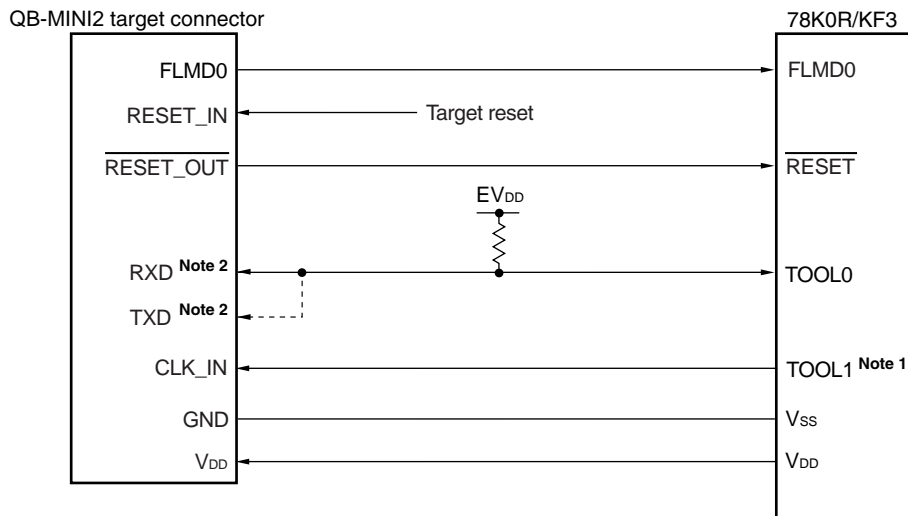 QB-MINI2 target connector 78K0R/KF3
FLMD0 FLMD0
RESET_IN Target reset
RESET_OUT RESET
EVDD
RXD Note 2 TOOL0
TXD Note 2
CLK_IN TOOL1 Note 1
GND VSS
VDD VDD